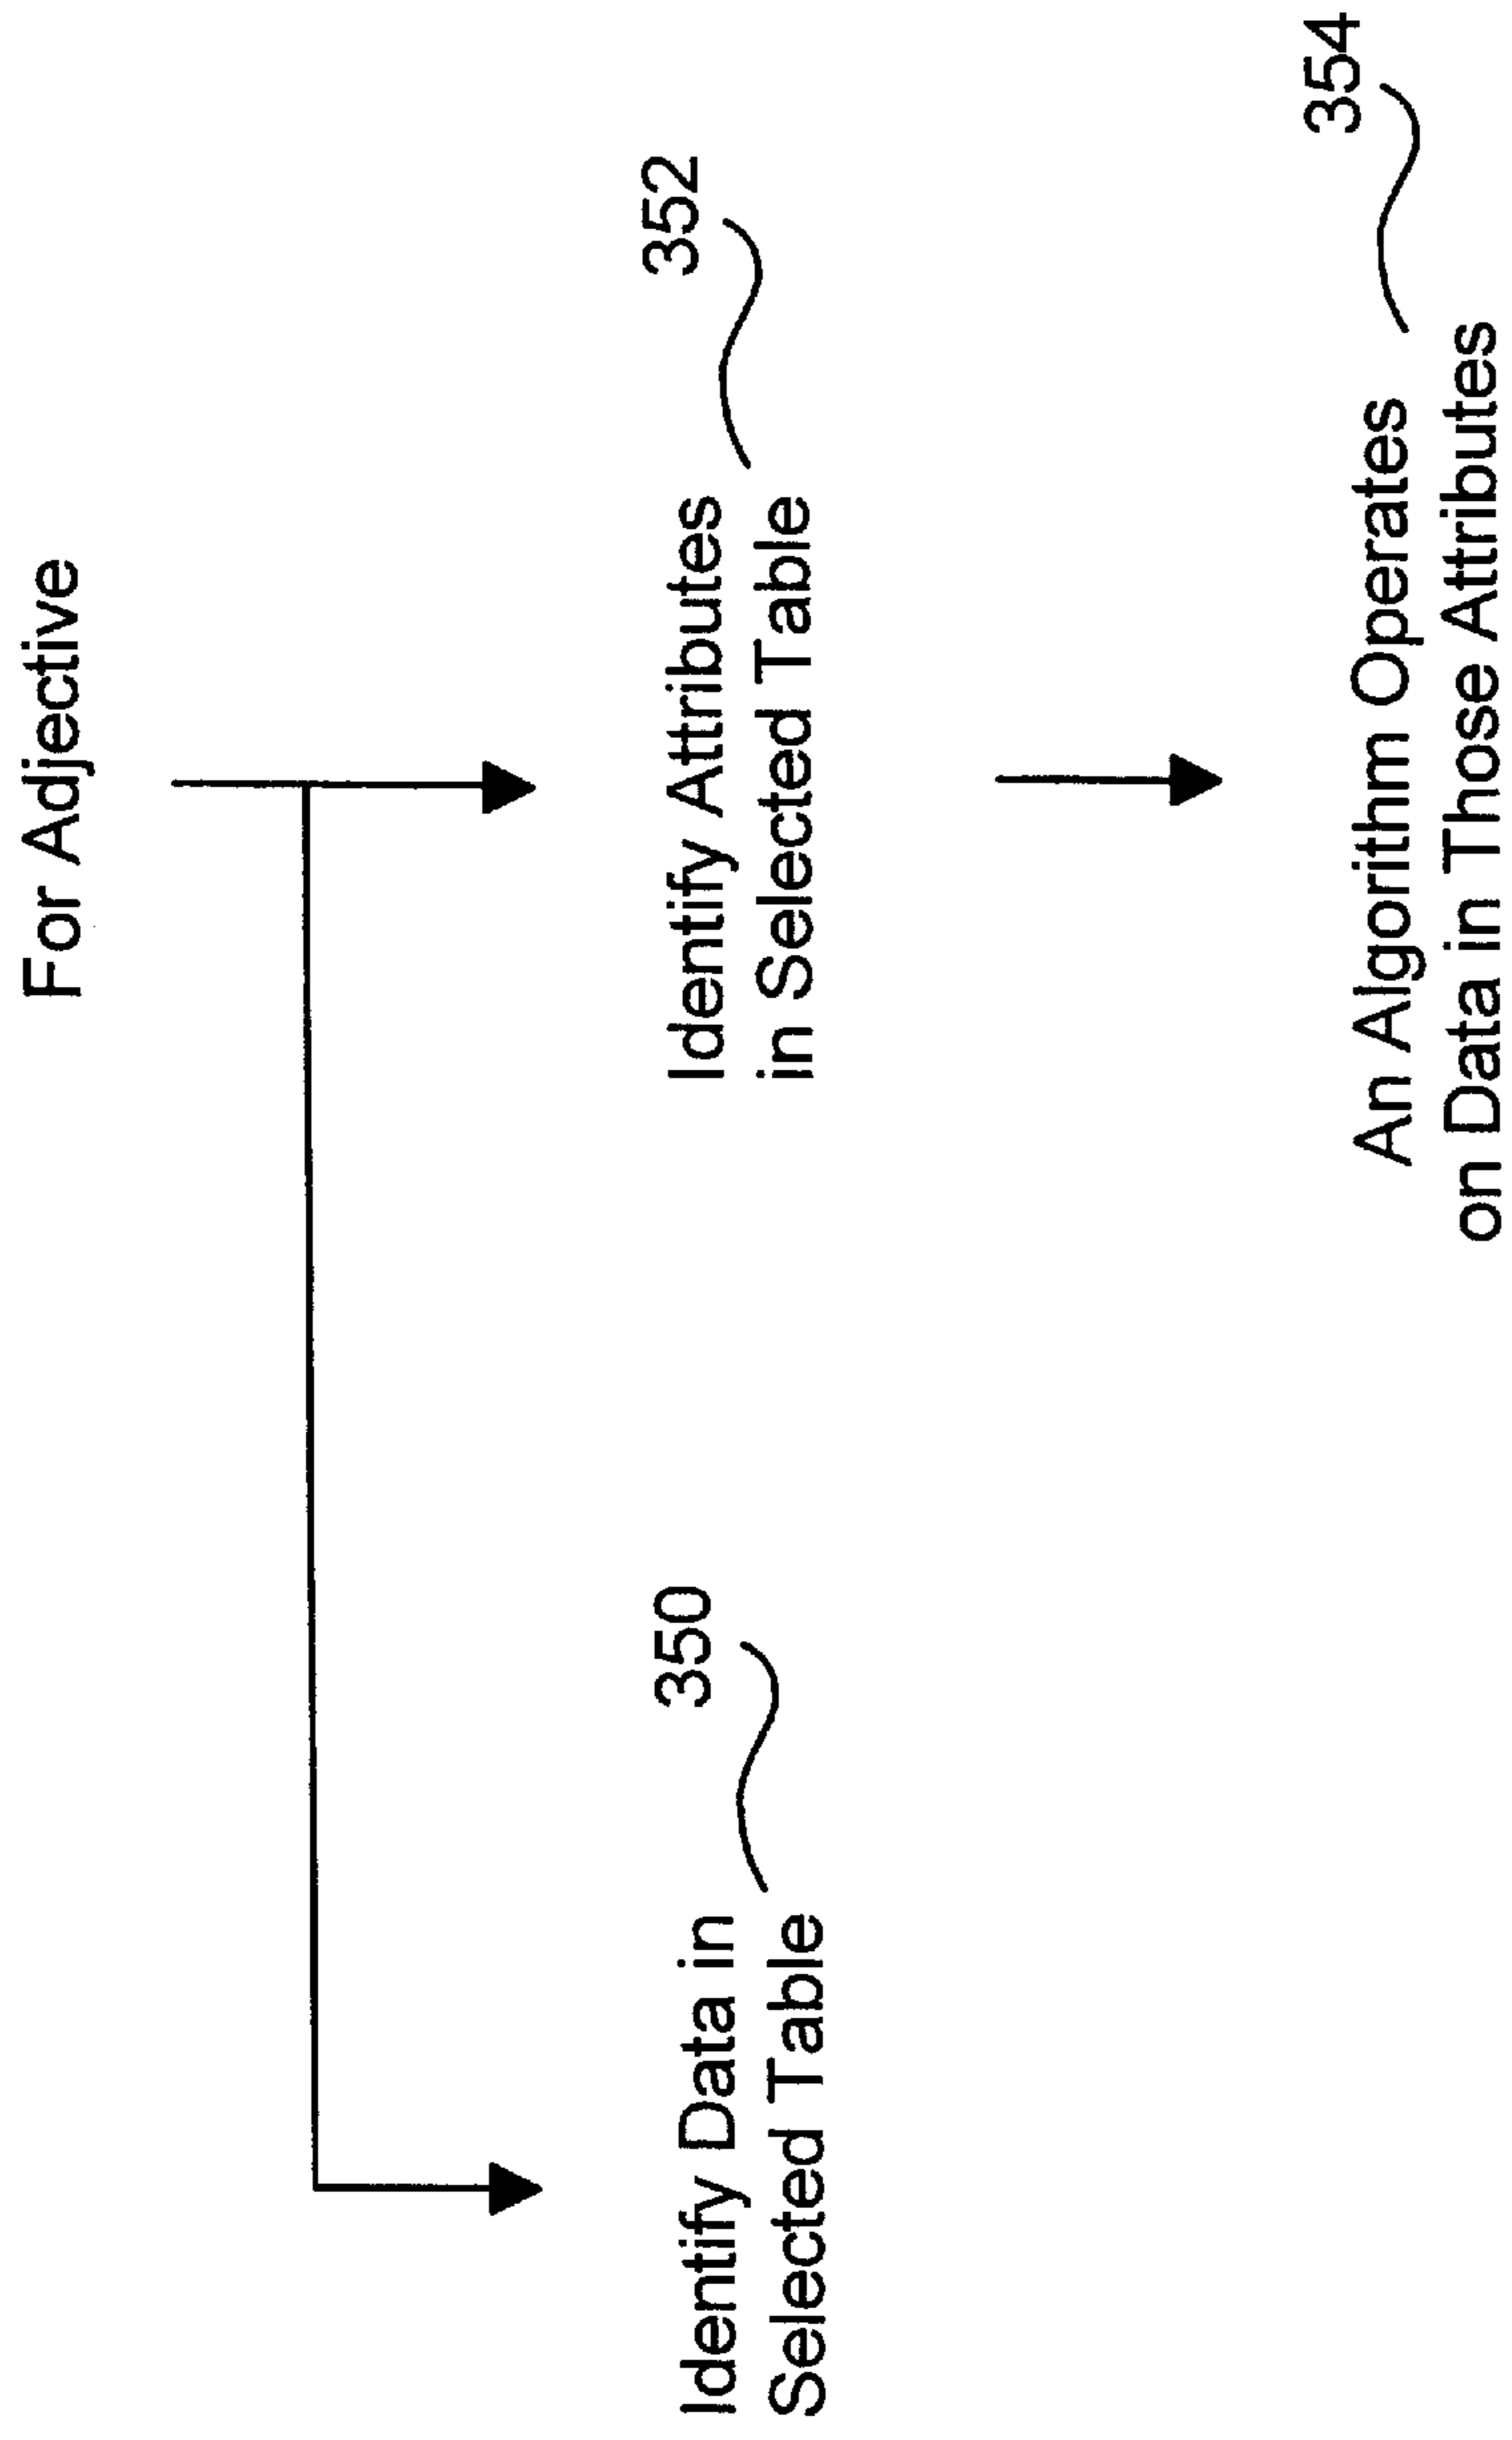 For Adjective
350
Identify Data in
Selected Table
352
Identify Attributes
in Selected Table
354
An Algorithm Operates
on Data in Those Attributes